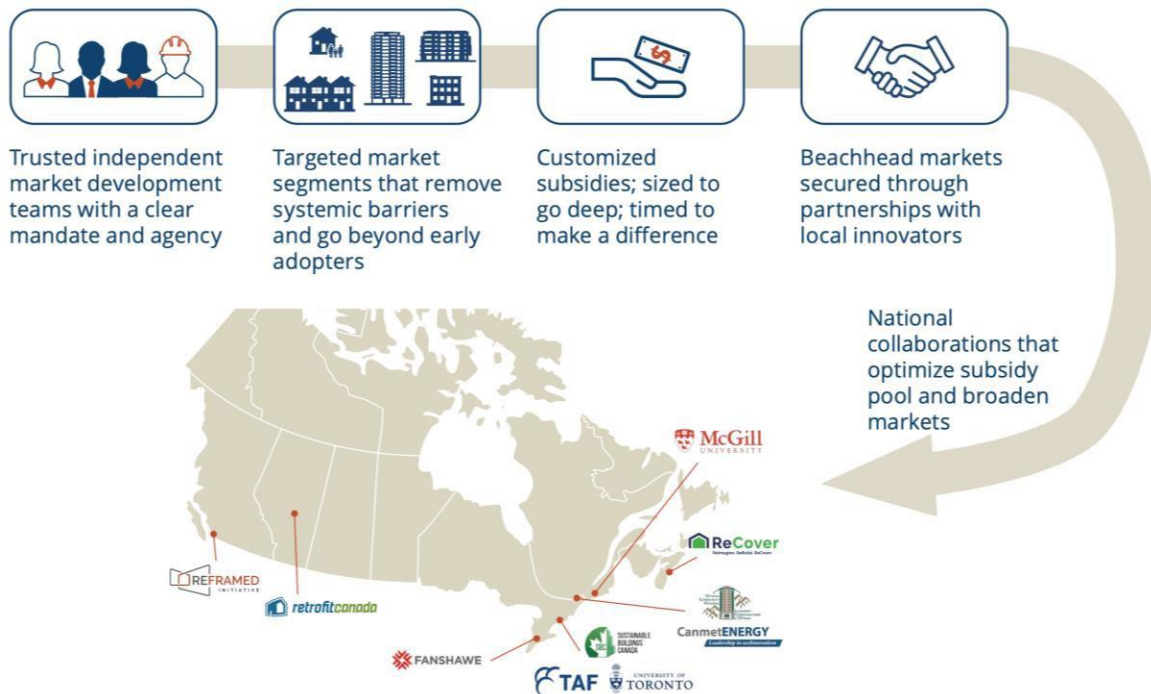 Trusted independent
market development
teams with a clear
mandate and agency
Targeted market
segments that remove
systemic barriers
and go beyond early
adopters
Customized
subsidies; sized to
go deep; timed to
make a difference
Beachhead markets
secured through
partnerships with
local innovators
National
collaborations that
optimize subsidy
pool and broaden
markets
McGill
UNIVERSITY
ReCover
REFRAMED
INITIATIVE
retrofitcanada
CanmetENERGY
Leadership in ecoInnovation
SUSTAINABLE
BUILDINGS
CANADA
FANSHAWE
TAF
UNIVERSITY OF
TORONTO